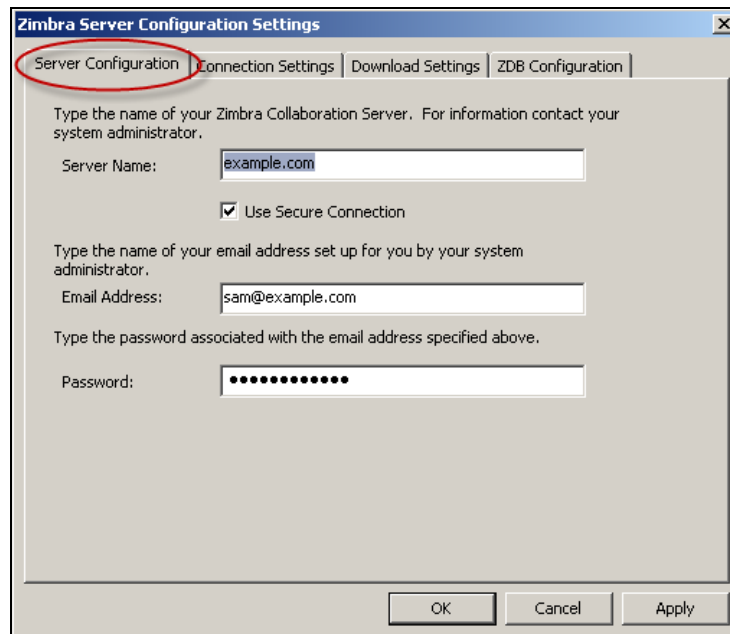 Zimbra Server Configuration Settings
Server Configuration Connection Settings Download Settings ZDB Configuration
Type the name of your Zimbra Collaboration Server. For information contact your
system administrator.
Server Name: example.com
Use Secure Connection
Type the name of your email address set up for you by your system
administrator.
Email Address: sam@example.com
Type the password associated with the email address specified above.
Password: ●●●●●●●●●●●●
OK Cancel Apply